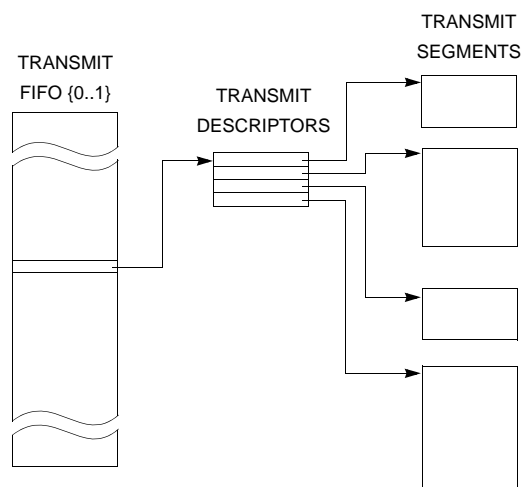 TRANSMIT
FIFO {0..1}
TRANSMIT
DESCRIPTORS
TRANSMIT
SEGMENTS